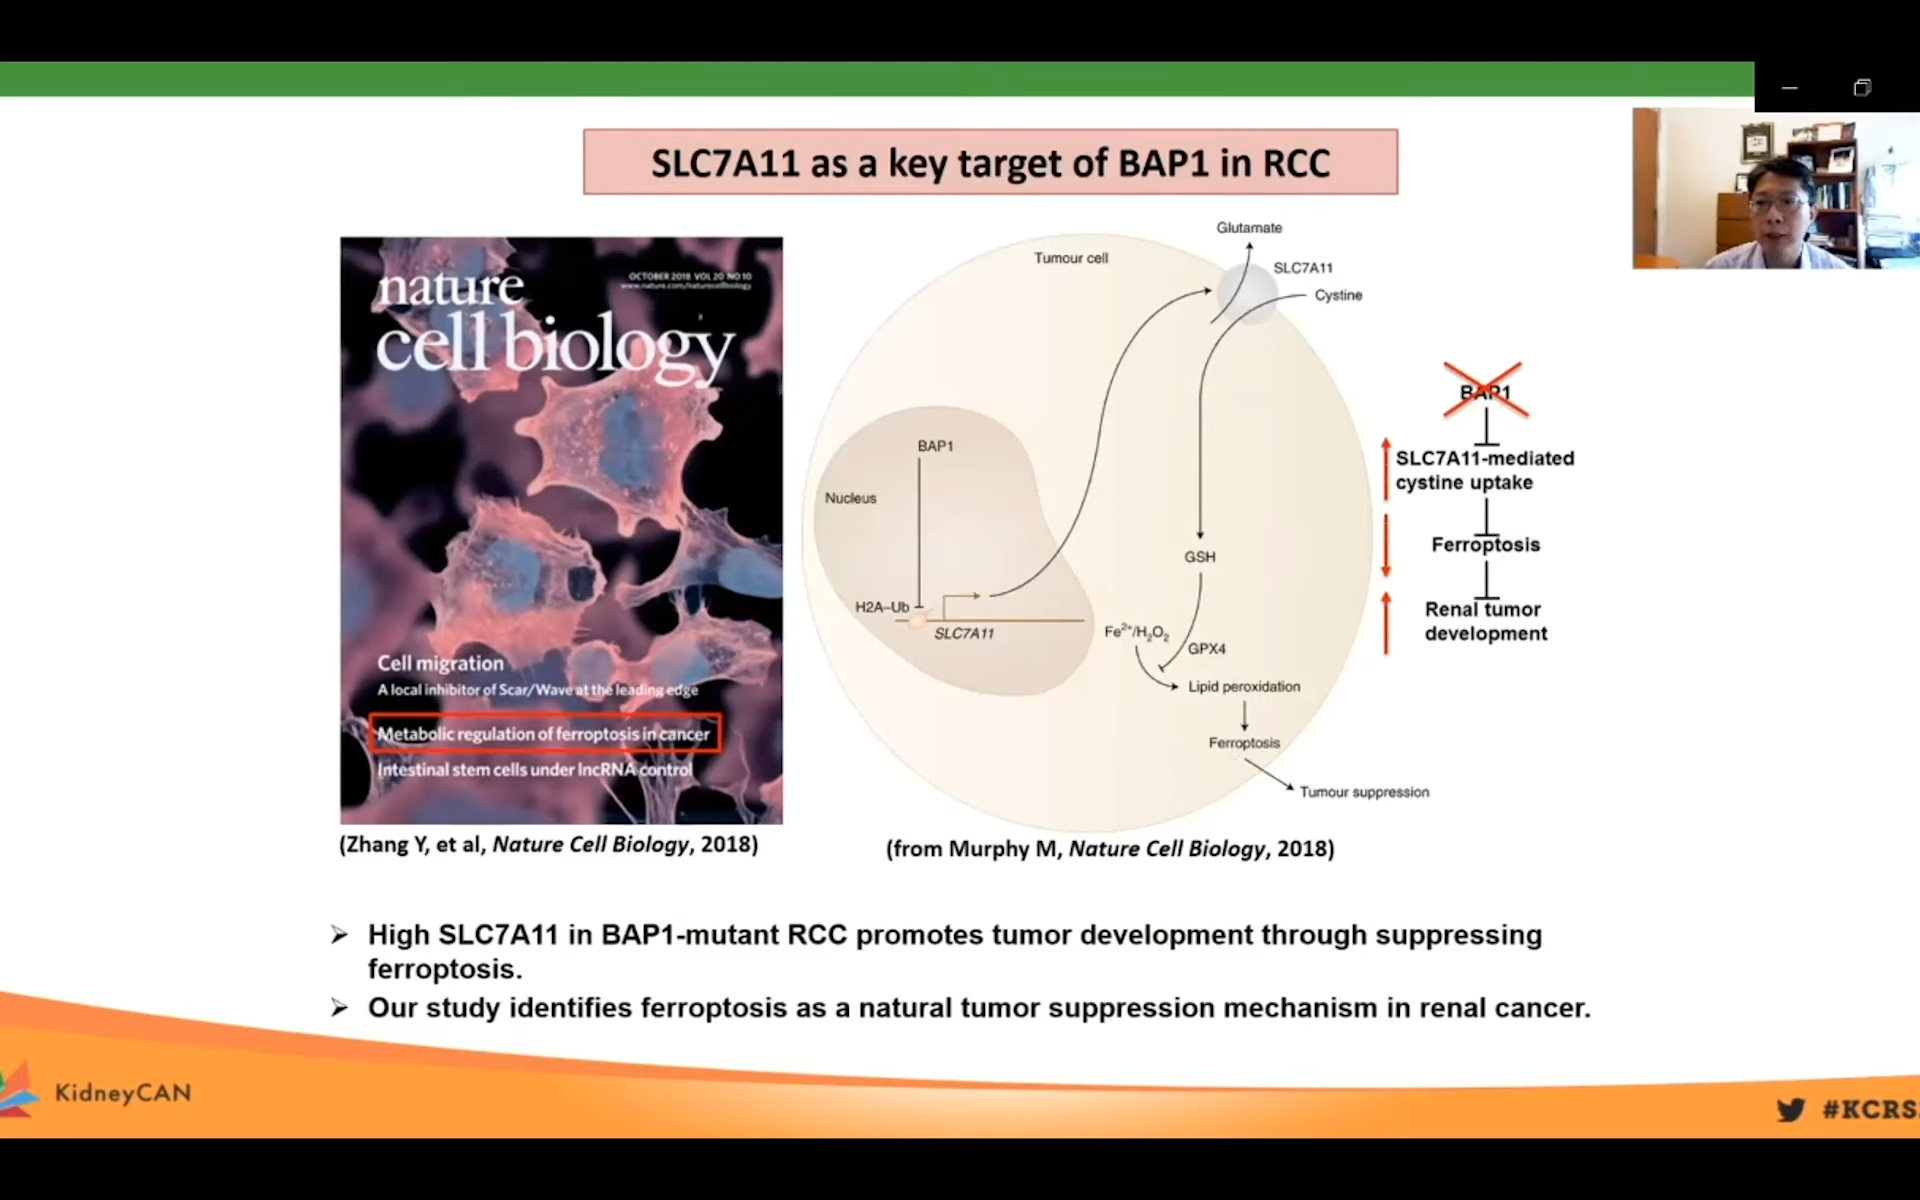 SLC7A11 as a key target of BAP1 in RCC
nature
cell biology
OCTOBER 2018 VOL 20 NO 10
www.nature.com/naturecellbiology
Cell migration
A local inhibitor of Scar/Wave at the leading edge
Metabolic regulation of ferroptosis in cancer
Intestinal stem cells under lncRNA control
(Zhang Y, et al, Nature Cell Biology, 2018)
Glutamate
Tumour cell
SLC7A11
Cystine
BAP1
Nucleus
GSH
H2A–Ub
SLC7A11
Fe²⁺/H₂O₂
GPX4
Lipid peroxidation
Ferroptosis
Tumour suppression
(from Murphy M, Nature Cell Biology, 2018)
BAP1
SLC7A11-mediated
cystine uptake
Ferroptosis
Renal tumor
development
➢ High SLC7A11 in BAP1-mutant RCC promotes tumor development through suppressing
ferroptosis.
➢ Our study identifies ferroptosis as a natural tumor suppression mechanism in renal cancer.
KidneyCAN
#KCRS